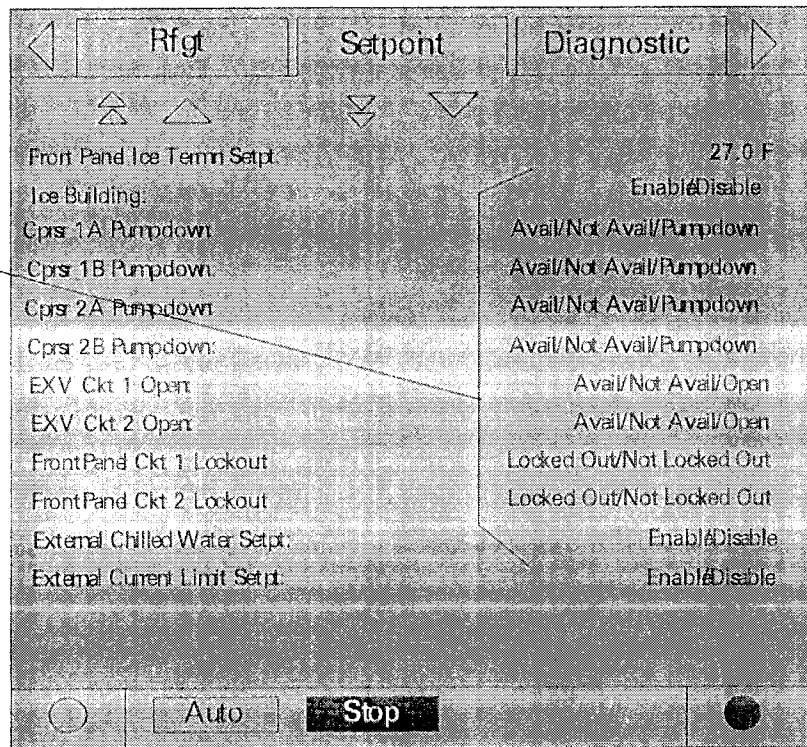 Rfgt Setpoint Diagnostic
Front Panel Ice Termn Setpt: 27.0 F
Ice Building: Enable/Disable
Cprsr 1A Pumpdown: Avail/Not Avail/Pumpdown
Cprsr 1B Pumpdown: Avail/Not Avail/Pumpdown
Cprsr 2A Pumpdown: Avail/Not Avail/Pumpdown
Cprsr 2B Pumpdown: Avail/Not Avail/Pumpdown
EXV Ckt 1 Open: Avail/Not Avail/Open
EXV Ckt 2 Open: Avail/Not Avail/Open
Front Panel Ckt 1 Lockout Locked Out/Not Locked Out
Front Panel Ckt 2 Lockout Locked Out/Not Locked Out
External Chilled Water Setpt: Enable/Disable
External Current Limit Setpt: Enable/Disable
Auto Stop